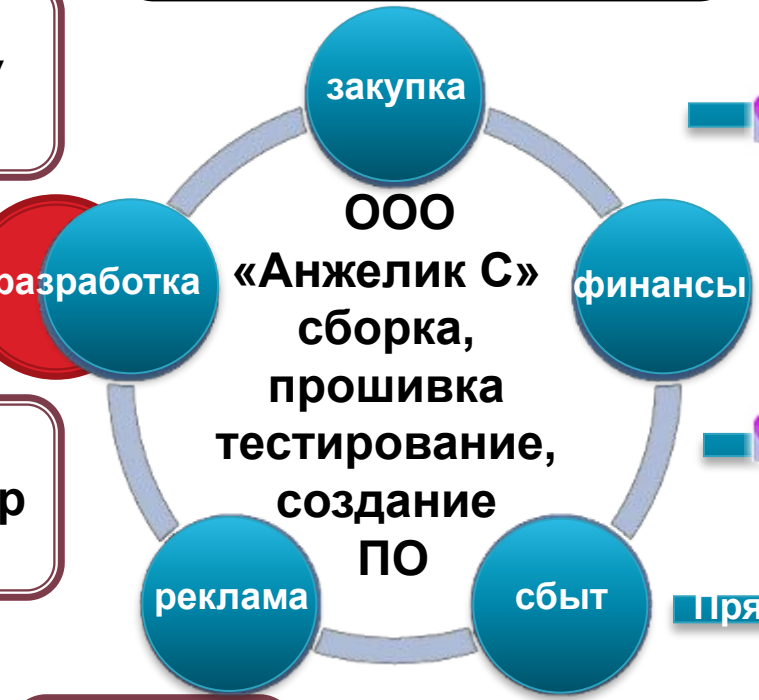 закупка
ООО
«Анжелик С»
сборка,
прошивка
тестирование,
создание
ПО
разработка
финансы
реклама
сбыт